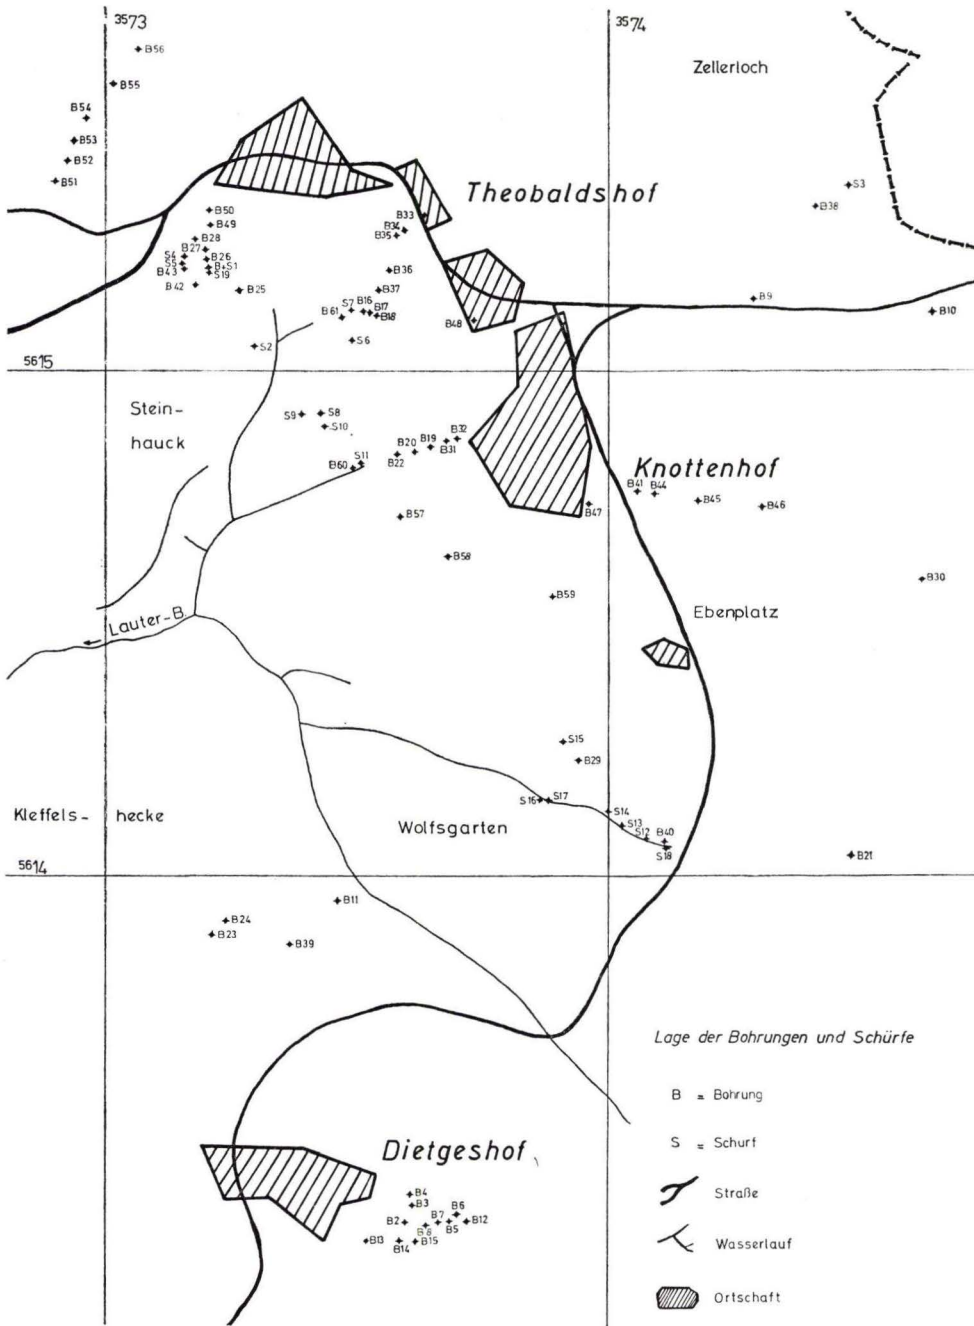 3573
3574
B56
Zellerloch
B55
B54
B53
B52
B51
S3
Theobaldshof
B38
B50
B33
B49
B34
B35
B28
B27
S4
B26
S5
B+S1
B43
S19
B36
B42
B25
B37
B9
B10
S7
B16
B17
B61
B18
B48
S6
S2
5615
Stein-
hauck
S9
S8
S10
B32
B19
B20
B31
B22
S11
B60
Knottenhof
B41
B44
B45
B46
B47
B57
B58
B30
B59
Ebenplatz
Lauter-B.
S15
B29
S16
S17
S14
S13
S12
B40
S18
B21
Kleffels-
hecke
Wolfsgarten
5614
B11
B24
B23
B39
Lage der Bohrungen und Schürfe
B = Bohrung
S = Schurf
Straße
Wasserlauf
Ortschaft
Dietgeshof
B4
B3
B6
B2
B7
B12
B5
B8
B13
B14
B15